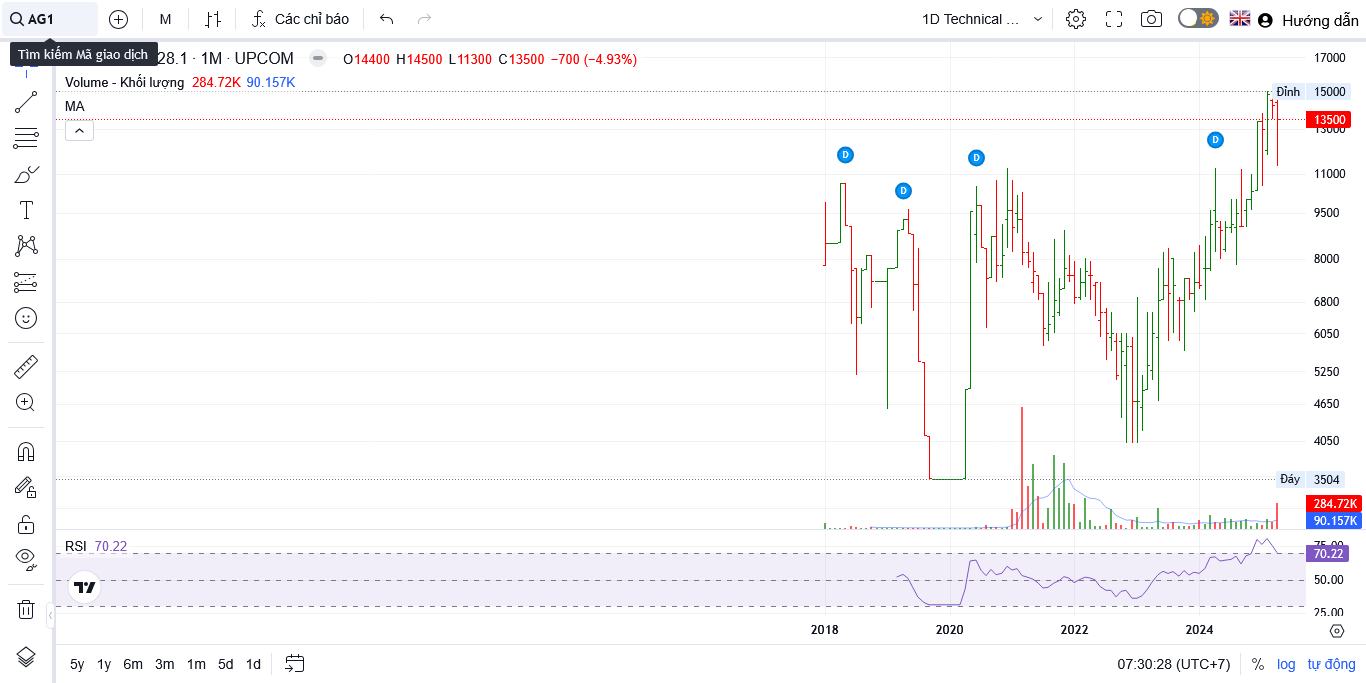 AG1
M
Các chỉ báo
1D Technical ...
Hướng dẫn
Tìm kiếm Mã giao dịch
28.1 · 1M · UPCOM
O14400 H14500 L11300 C13500 −700 (−4.93%)
Volume - Khối lượng 284.72K 90.157K
MA
D
D
D
D
17000
Đỉnh 15000
13500
13000
11000
9500
8000
6800
6050
5250
4650
4050
Đáy 3504
284.72K
90.157K
RSI 70.22
75.00
70.22
50.00
25.00
2018 2020 2022 2024
5y 1y 6m 3m 1m 5d 1d
07:30:28 (UTC+7) % log tự động